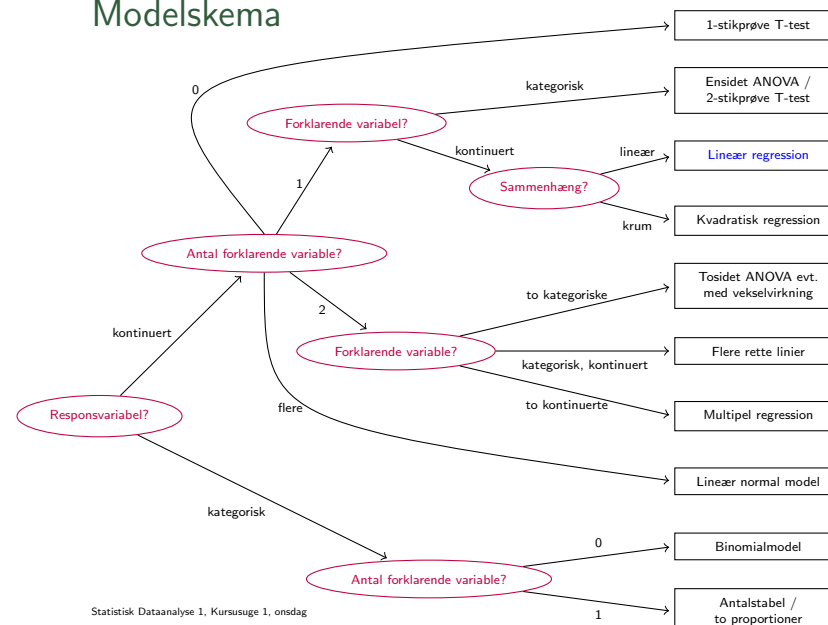 Modelskema
1-stikprøve T-test
0
Ensidet ANOVA /
2-stikprøve T-test
kategorisk
Forklarende variabel?
kontinuert
lineær
Lineær regression
1
Sammenhæng?
krum
Kvadratisk regression
Antal forklarende variable?
Tosidet ANOVA evt.
med vekselvirkning
to kategoriske
2
kontinuert
Forklarende variable?
Flere rette linier
kategorisk, kontinuert
to kontinuerte
flere
Responsvariabel?
Multipel regression
Lineær normal model
kategorisk
0
Binomialmodel
Antal forklarende variable?
1
Antalstabel /
to proportioner
Statistisk Dataanalyse 1, Kursusuge 1, onsdag